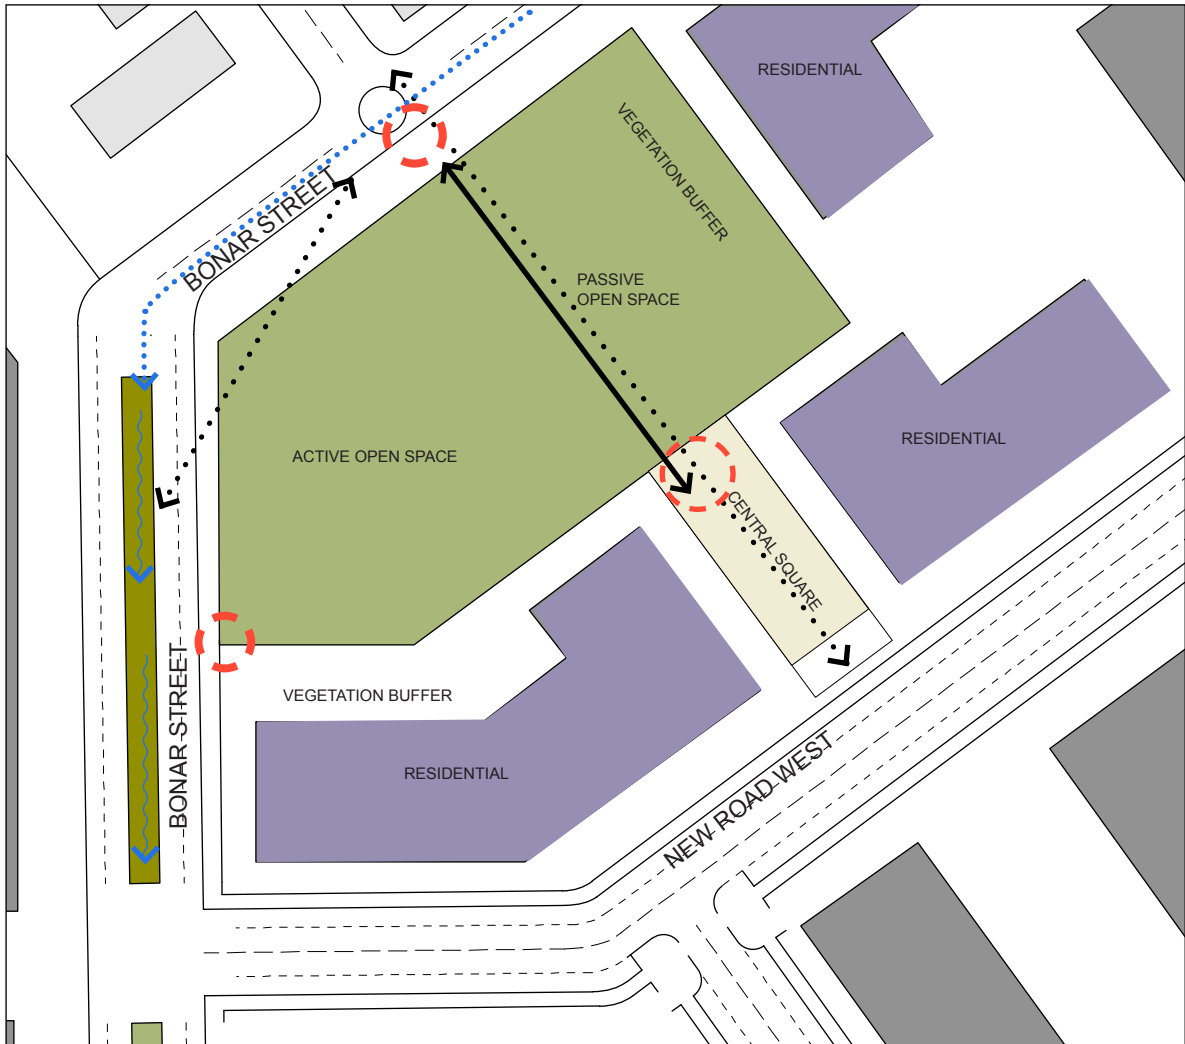 RESIDENTIAL
VEGETATION BUFFER
BONAR STREET
PASSIVE
OPEN SPACE
RESIDENTIAL
ACTIVE OPEN SPACE
CENTRAL SQUARE
BONAR STREET
VEGETATION BUFFER
RESIDENTIAL
NEW ROAD WEST